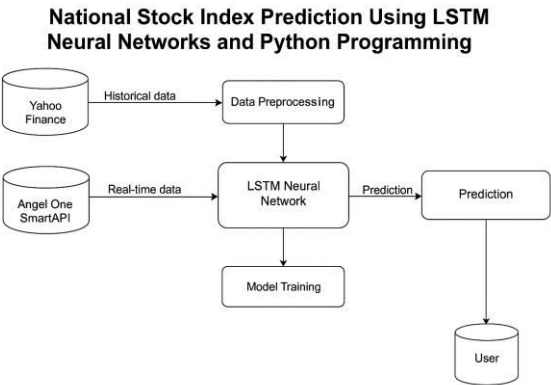 National Stock Index Prediction Using LSTM
Neural Networks and Python Programming
Yahoo
Finance
Historical data
Data Preprocessing
Angel One
SmartAPI
Real-time data
LSTM Neural
Network
Prediction
Prediction
Model Training
User